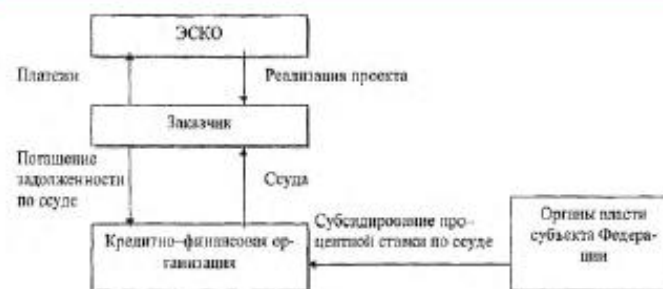 ЭСКО
Платежи
Реализация проекта
Заказчик
Погашение
задолженности
по ссуде
Ссуда
Субсидирование про-
центной ставки по ссуде
Органы власти
субъекта Федера-
ции
Кредитно-финансовая ор-
ганизация